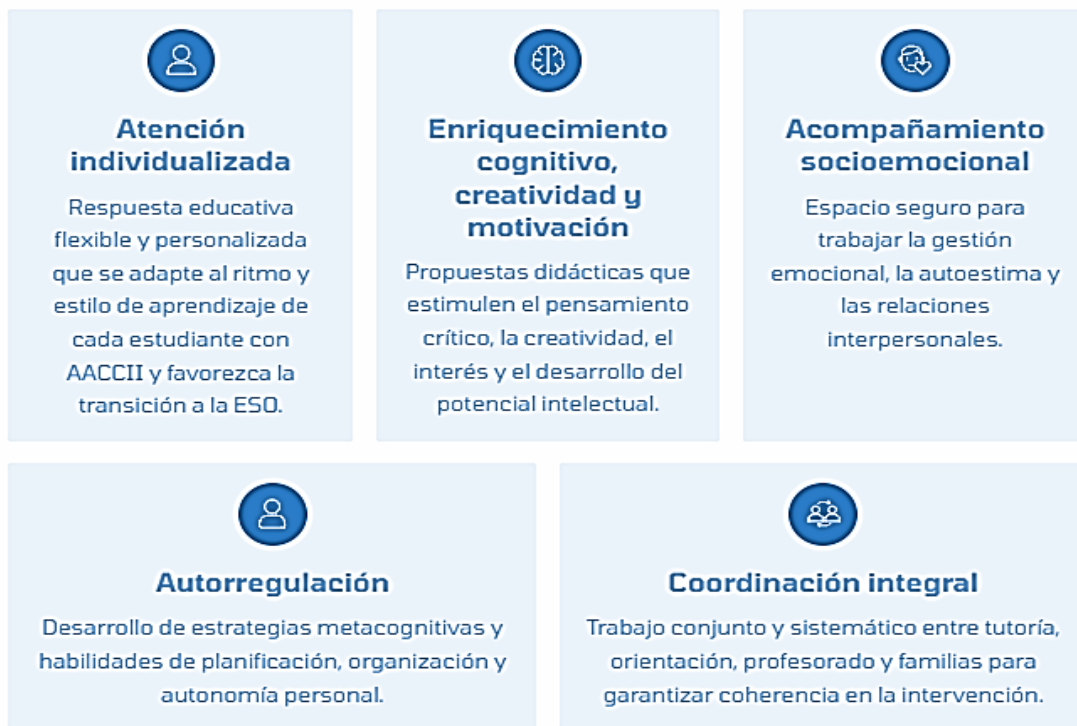 Atención
individualizada
Respuesta educativa
flexible y personalizada
que se adapte al ritmo y
estilo de aprendizaje de
cada estudiante con
AACCII y favorezca la
transición a la ESO.
Enriquecimiento
cognitivo,
creatividad y
motivación
Propuestas didácticas que
estimulen el pensamiento
crítico, la creatividad, el
interés y el desarrollo del
potencial intelectual.
Acompañamiento
socioemocional
Espacio seguro para
trabajar la gestión
emocional, la autoestima y
las relaciones
interpersonales.
Autorregulación
Desarrollo de estrategias metacognitivas y
habilidades de planificación, organización y
autonomía personal.
Coordinación integral
Trabajo conjunto y sistemático entre tutoría,
orientación, profesorado y familias para
garantizar coherencia en la intervención.